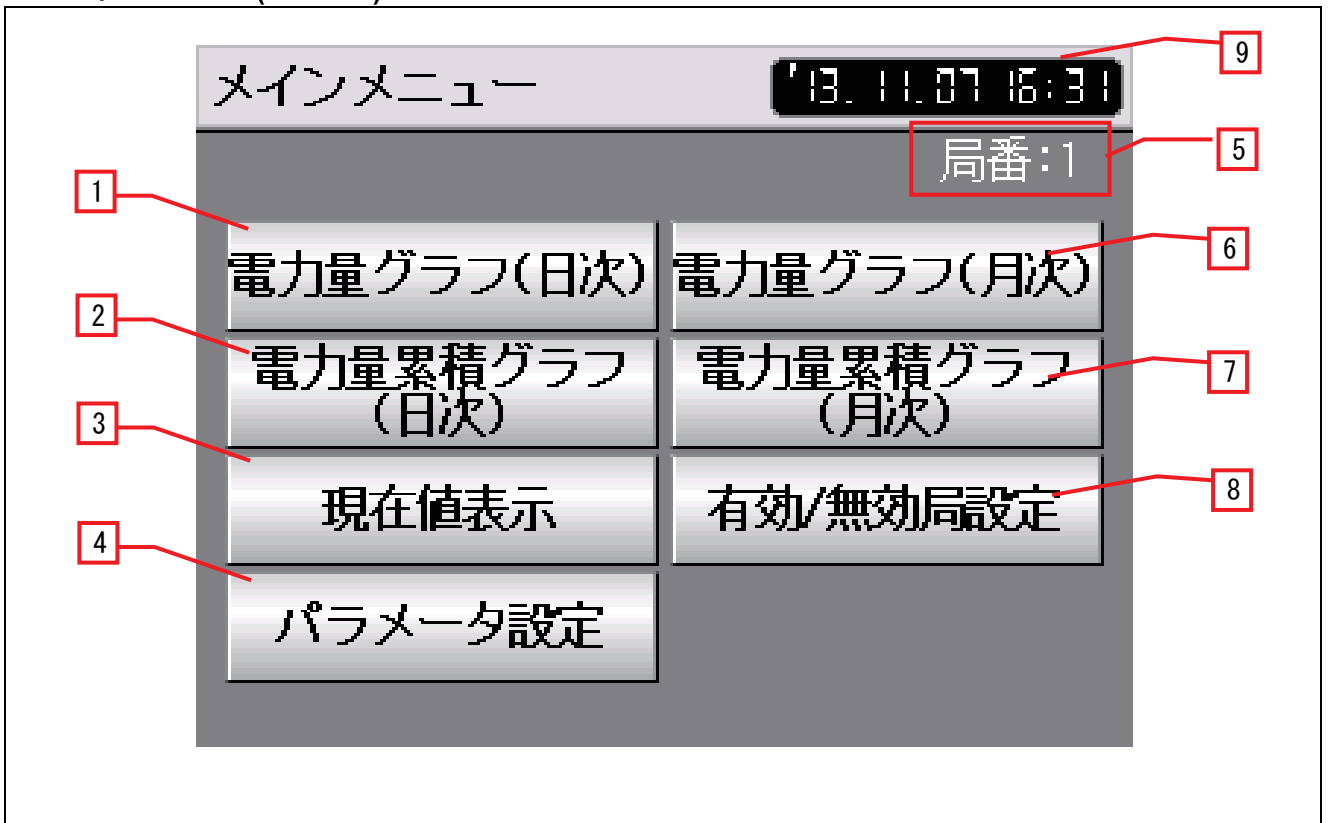 メインメニュー
'13. 11. 07 16:31
9
局番:1
5
1
電力量グラフ(日次)
電力量グラフ(月次)
6
2
電力量累積グラフ
(日次)
電力量累積グラフ
(月次)
7
3
現在値表示
有効/無効局設定
8
4
パラメータ設定